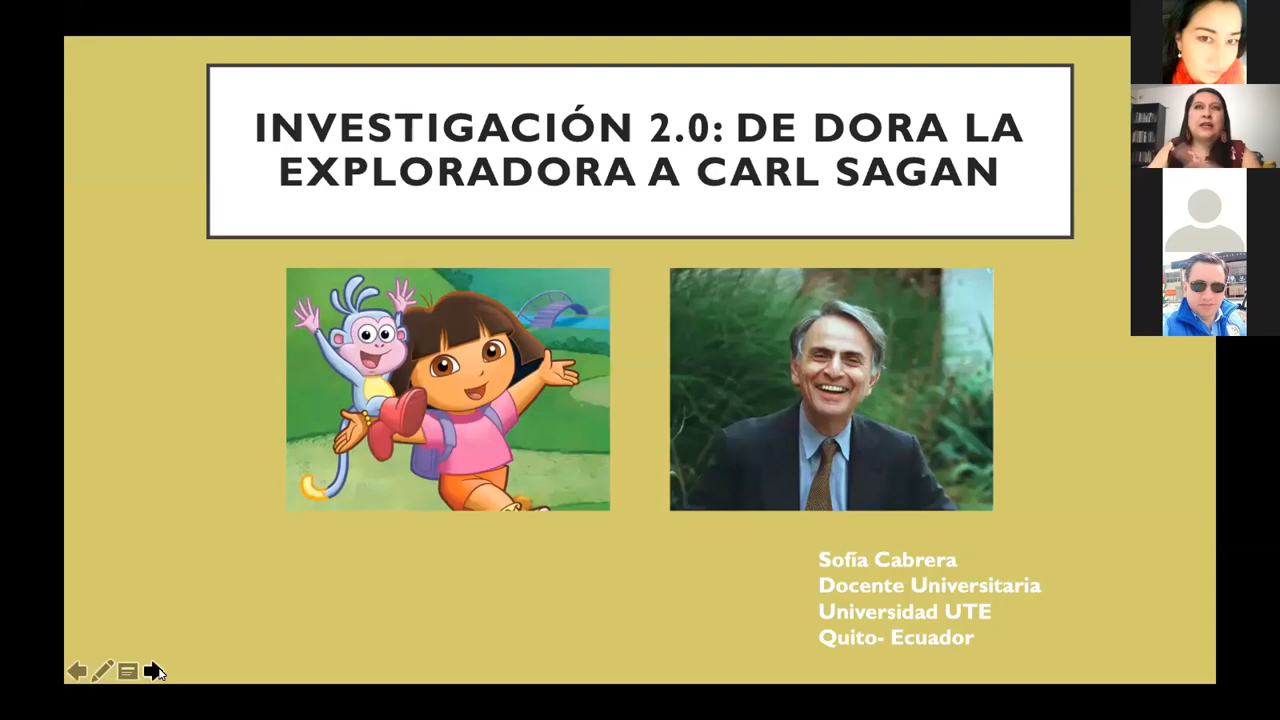 INVESTIGACIÓN 2.0: DE DORA LA
EXPLORADORA A CARL SAGAN
Sofía Cabrera
Docente Universitaria
Universidad UTE
Quito- Ecuador